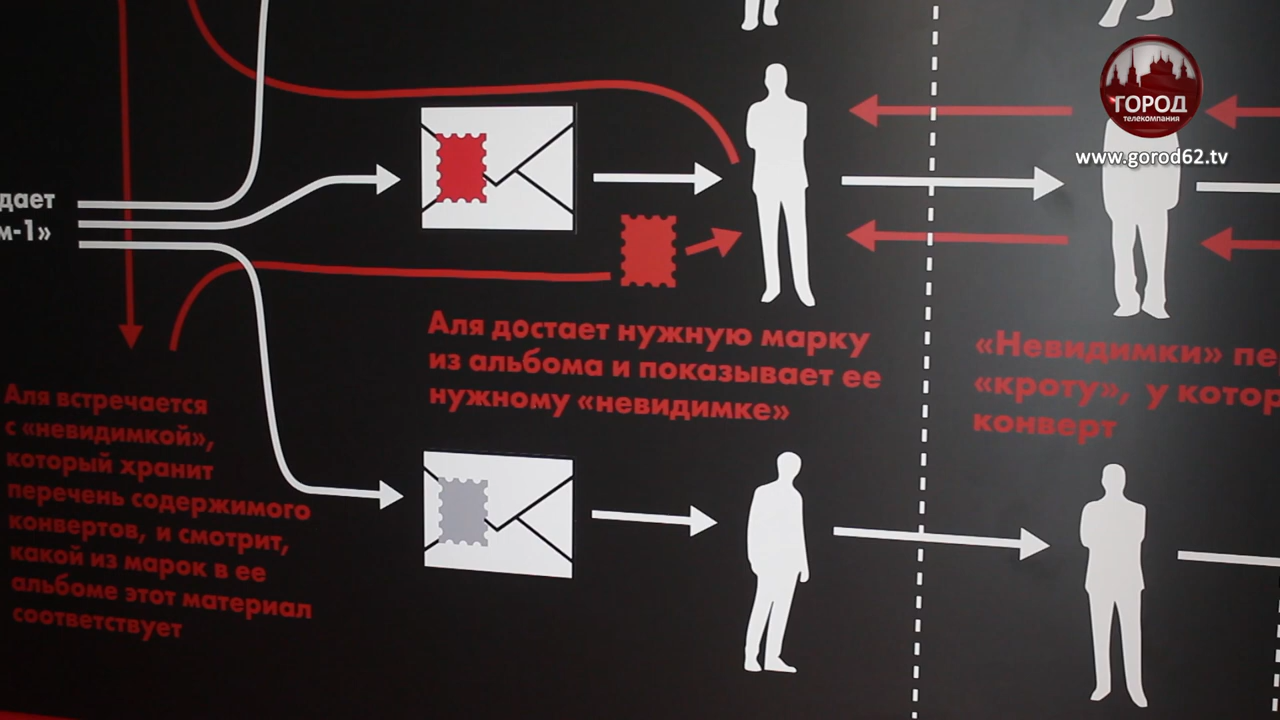 ГОРОД
телекомпания
www.gorod62.tv
дает
м-1»
Аля достает нужную марку
из альбома и показывает ее
нужному «невидимке»
«Невидимки» пе
«кроту», у котор
конверт
Аля встречается
с «невидимкой»,
который хранит
перечень содержимого
конвертов, и смотрит,
какой из марок в ее
альбоме этот материал
соответствует